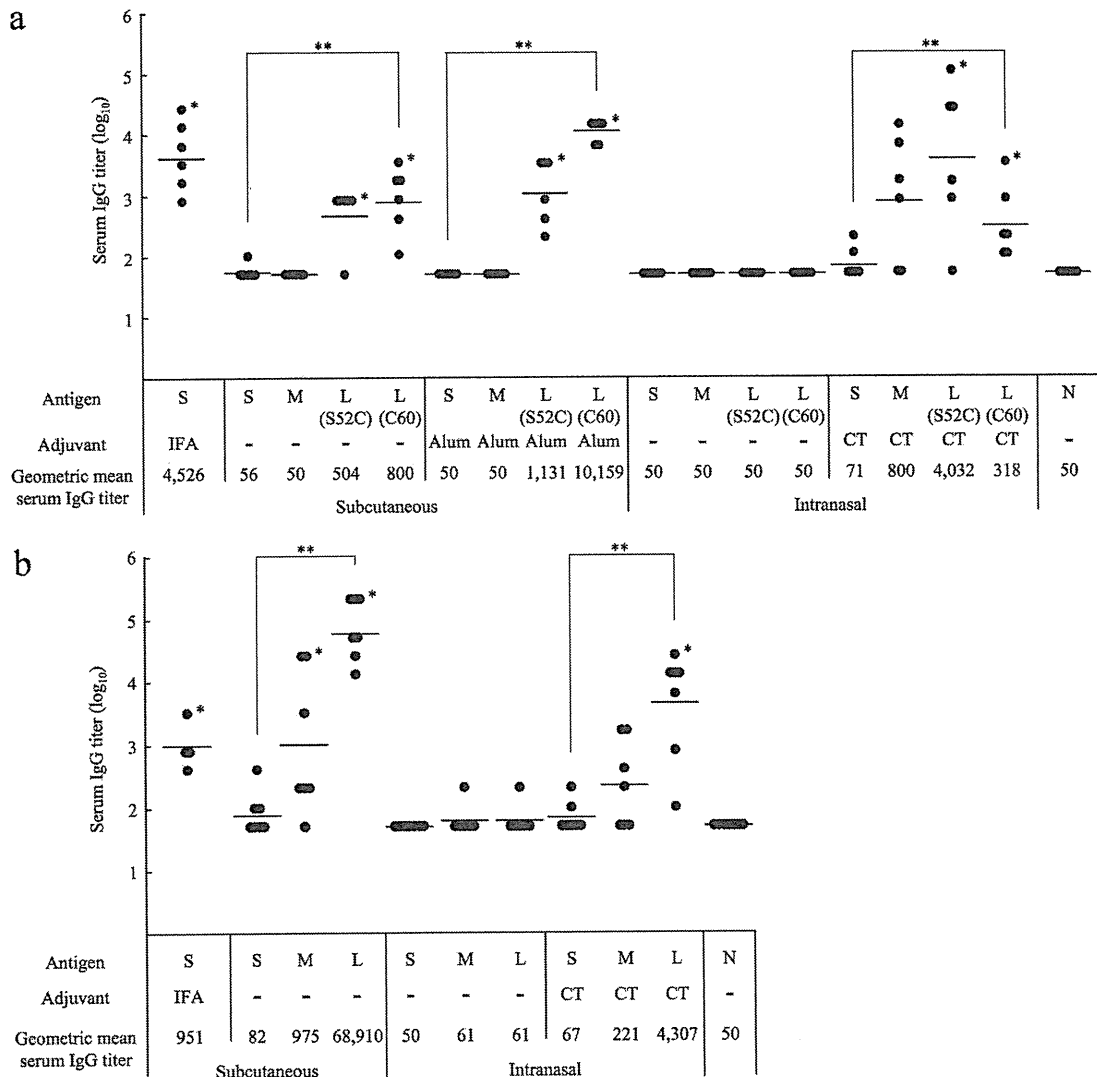 a
6
5
4
3
2
1
Serum IgG titer (log10)
**
**
**
*
*
*
*
*
*
*
Antigen S S M L L S M L L S M L L S M L L N
(S52C) (C60) (S52C) (C60) (S52C) (C60) (S52C) (C60)
Adjuvant IFA - - - - Alum Alum Alum Alum - - - - CT CT CT CT -
Geometric mean serum IgG titer 4,526 56 50 504 800 50 50 1,131 10,159 50 50 50 50 71 800 4,032 318 50
Subcutaneous Intranasal
b
6
5
4
3
2
1
Serum IgG titer (log10)
**
**
*
*
*
*
Antigen S S M L S M L S M L N
Adjuvant IFA - - - - - - CT CT CT -
Geometric mean serum IgG titer 951 82 975 68,910 50 61 61 67 221 4,307 50
Subcutaneous Intranasal